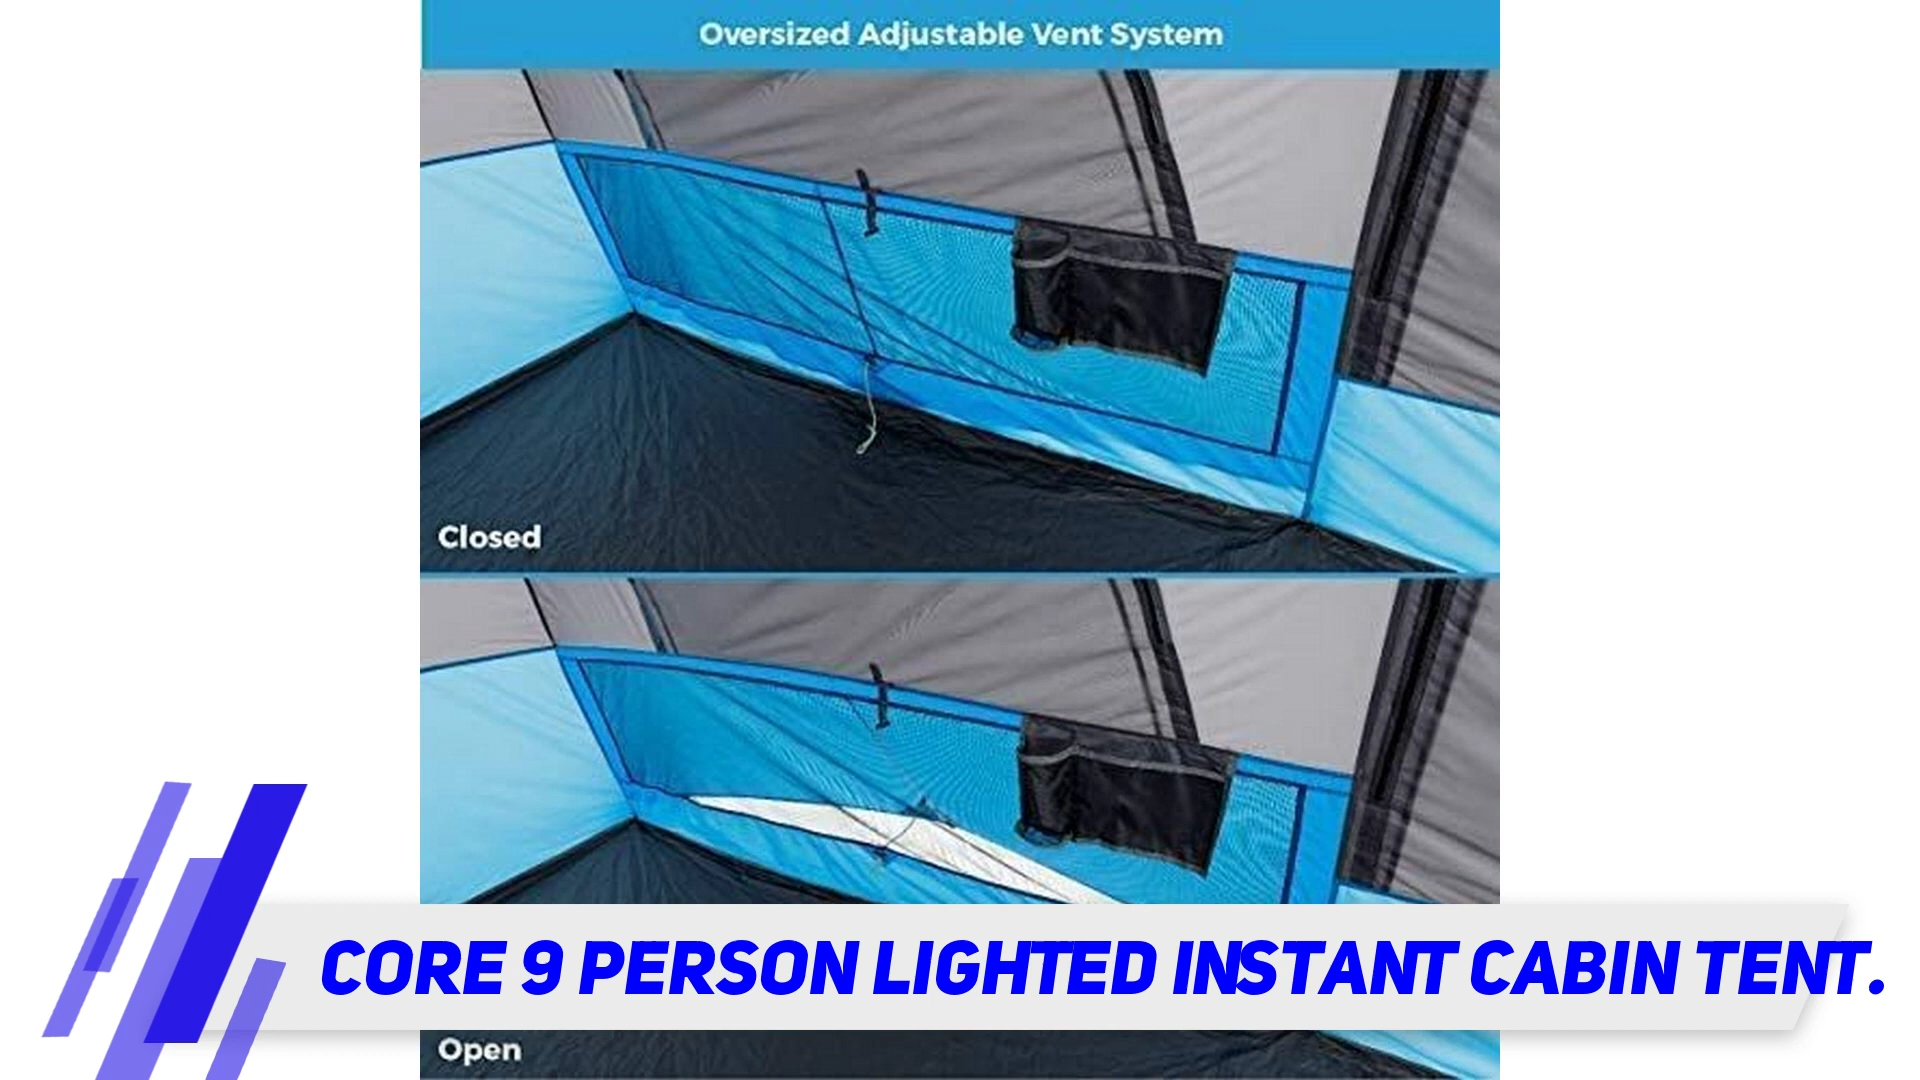 Oversized Adjustable Vent System
Closed
CORE 9 PERSON LIGHTED INSTANT CABIN TENT.
Open